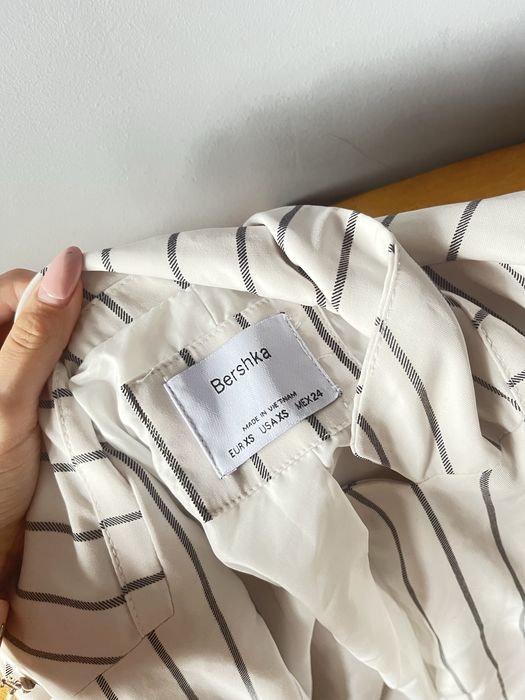 Bershka
MADE IN VIETNAM
EUR XS USA XS MEX 24